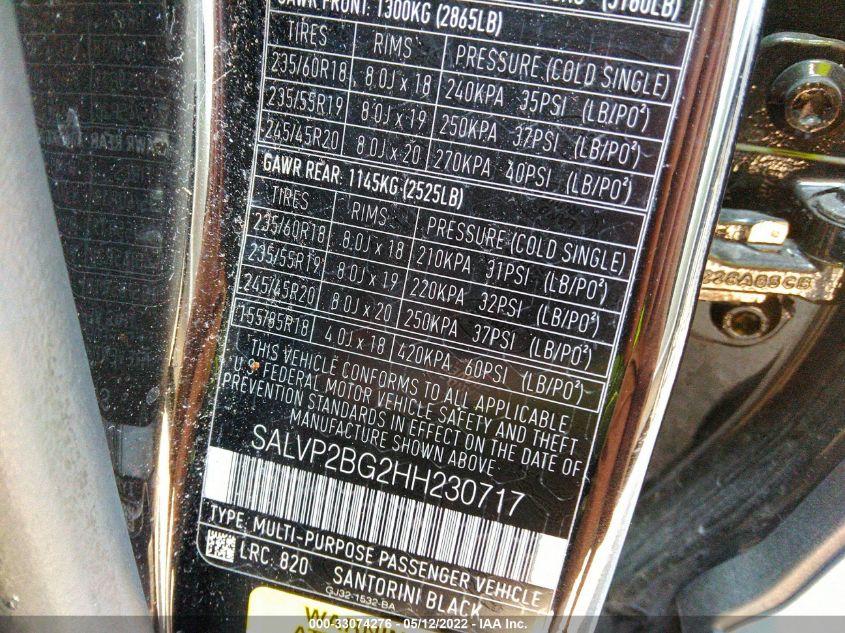 GAWR FRONT: 1300KG (2865LB)
TIRES RIMS PRESSURE (COLD SINGLE)
235/60R18 8.0J x 18 240KPA 35PSI (LB/PO²)
235/55R19 8.0J x 19 250KPA 37PSI (LB/PO²)
245/45R20 8.0J x 20 270KPA 40PSI (LB/PO²)
GAWR REAR: 1145KG (2525LB)
TIRES RIMS PRESSURE (COLD SINGLE)
235/60R18 8.0J x 18 210KPA 31PSI (LB/PO²)
235/55R19 8.0J x 19 220KPA 32PSI (LB/PO²)
245/45R20 8.0J x 20 250KPA 37PSI (LB/PO²)
155/85R18 4.0J x 18 420KPA 60PSI (LB/PO²)
THIS VEHICLE CONFORMS TO ALL APPLICABLE
U.S. FEDERAL MOTOR VEHICLE SAFETY AND THEFT
PREVENTION STANDARDS IN EFFECT ON THE DATE OF
MANUFACTURE SHOWN ABOVE.
SALVP2BG2HH230717
TYPE: MULTI-PURPOSE PASSENGER VEHICLE
LRC: 820 SANTORINI BLACK
GJ32-1532-BA
WARNING
000-33074276 - 05/12/2022 - IAA Inc.